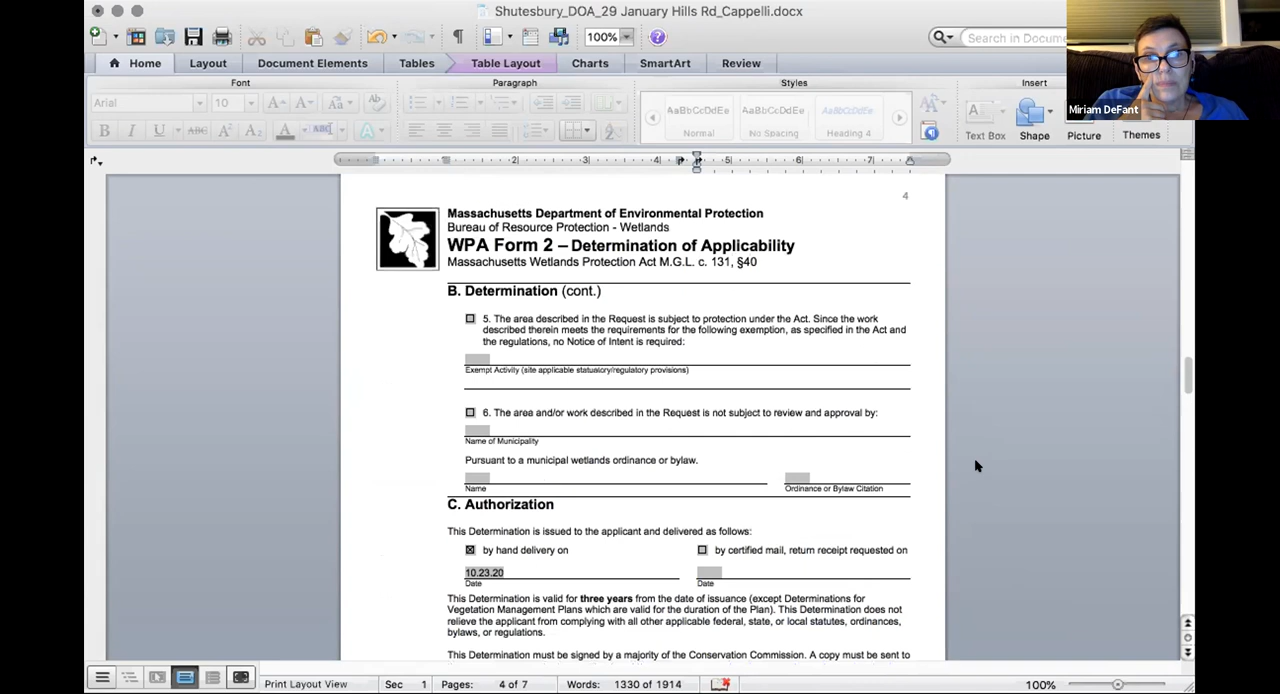 Shutesbury_DOA_29 January Hills Rd_Cappelli.docx
100%
Search in Docume
Home Layout Document Elements Tables Table Layout Charts SmartArt Review
Font Paragraph Styles Insert
Arial 10 Aa
AaBbCcDdEe AaBbCcDdEe AaBbCcDdEe
Normal No Spacing Heading 4
Text Box Shape Picture Themes
B I U ABC A² A₂ A ABC A
Miriam DeFant
2 3 4 5 6 7
4
Massachusetts Department of Environmental Protection
Bureau of Resource Protection - Wetlands
WPA Form 2 – Determination of Applicability
Massachusetts Wetlands Protection Act M.G.L. c. 131, §40
B. Determination (cont.)
5. The area described in the Request is subject to protection under the Act. Since the work
described therein meets the requirements for the following exemption, as specified in the Act and
the regulations, no Notice of Intent is required:
Exempt Activity (site applicable statuatory/regulatory provisions)
6. The area and/or work described in the Request is not subject to review and approval by:
Name of Municipality
Pursuant to a municipal wetlands ordinance or bylaw.
Name Ordinance or Bylaw Citation
C. Authorization
This Determination is issued to the applicant and delivered as follows:
by hand delivery on by certified mail, return receipt requested on
10.23.20
Date Date
This Determination is valid for three years from the date of issuance (except Determinations for
Vegetation Management Plans which are valid for the duration of the Plan). This Determination does not
relieve the applicant from complying with all other applicable federal, state, or local statutes, ordinances,
bylaws, or regulations.
This Determination must be signed by a majority of the Conservation Commission. A copy must be sent to
Print Layout View Sec 1 Pages: 4 of 7 Words: 1330 of 1914 100%